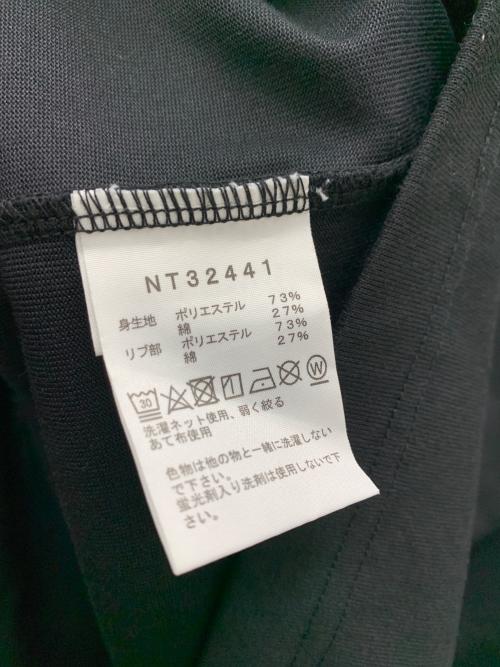 NT32441
身生地 ポリエステル 73%
綿 27%
リブ部 ポリエステル 73%
綿 27%
30 W
洗濯ネット使用、弱く絞る
あて布使用
色物は他の物と一緒に洗濯しない
で下さい。
蛍光剤入り洗剤は使用しないで下
さい。